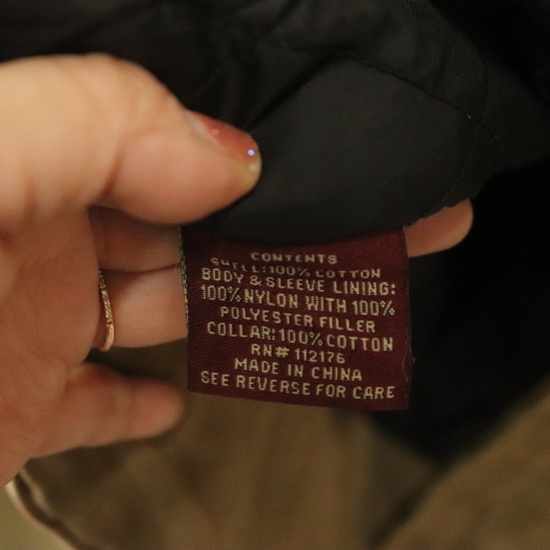 CONTENTS
SHELL: 100% COTTON
BODY & SLEEVE LINING:
100% NYLON WITH 100%
POLYESTER FILLER
COLLAR: 100% COTTON
RN# 112176
MADE IN CHINA
SEE REVERSE FOR CARE